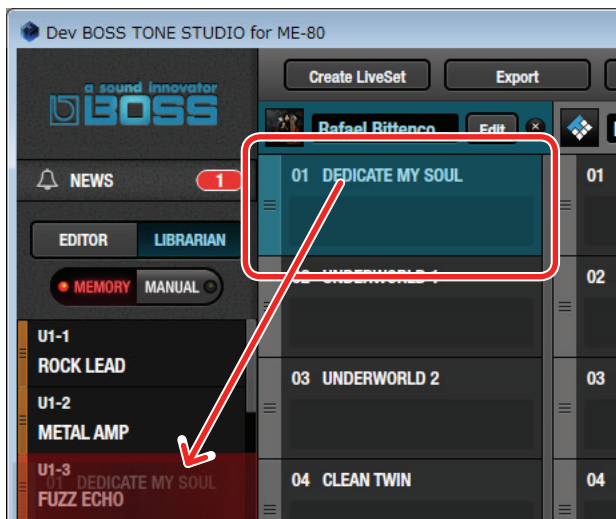 Dev BOSS TONE STUDIO for ME-80
a sound innovator
BOSS
Create LiveSet
Export
Rafael Bittenco
Edit
NEWS
1
EDITOR
LIBRARIAN
MEMORY
MANUAL
01 DEDICATE MY SOUL
01
02 UNDERWORLD 1
02
03 UNDERWORLD 2
03
04 CLEAN TWIN
04
U1-1
ROCK LEAD
U1-2
METAL AMP
U1-3
01 DEDICATE MY SOUL
FUZZ ECHO